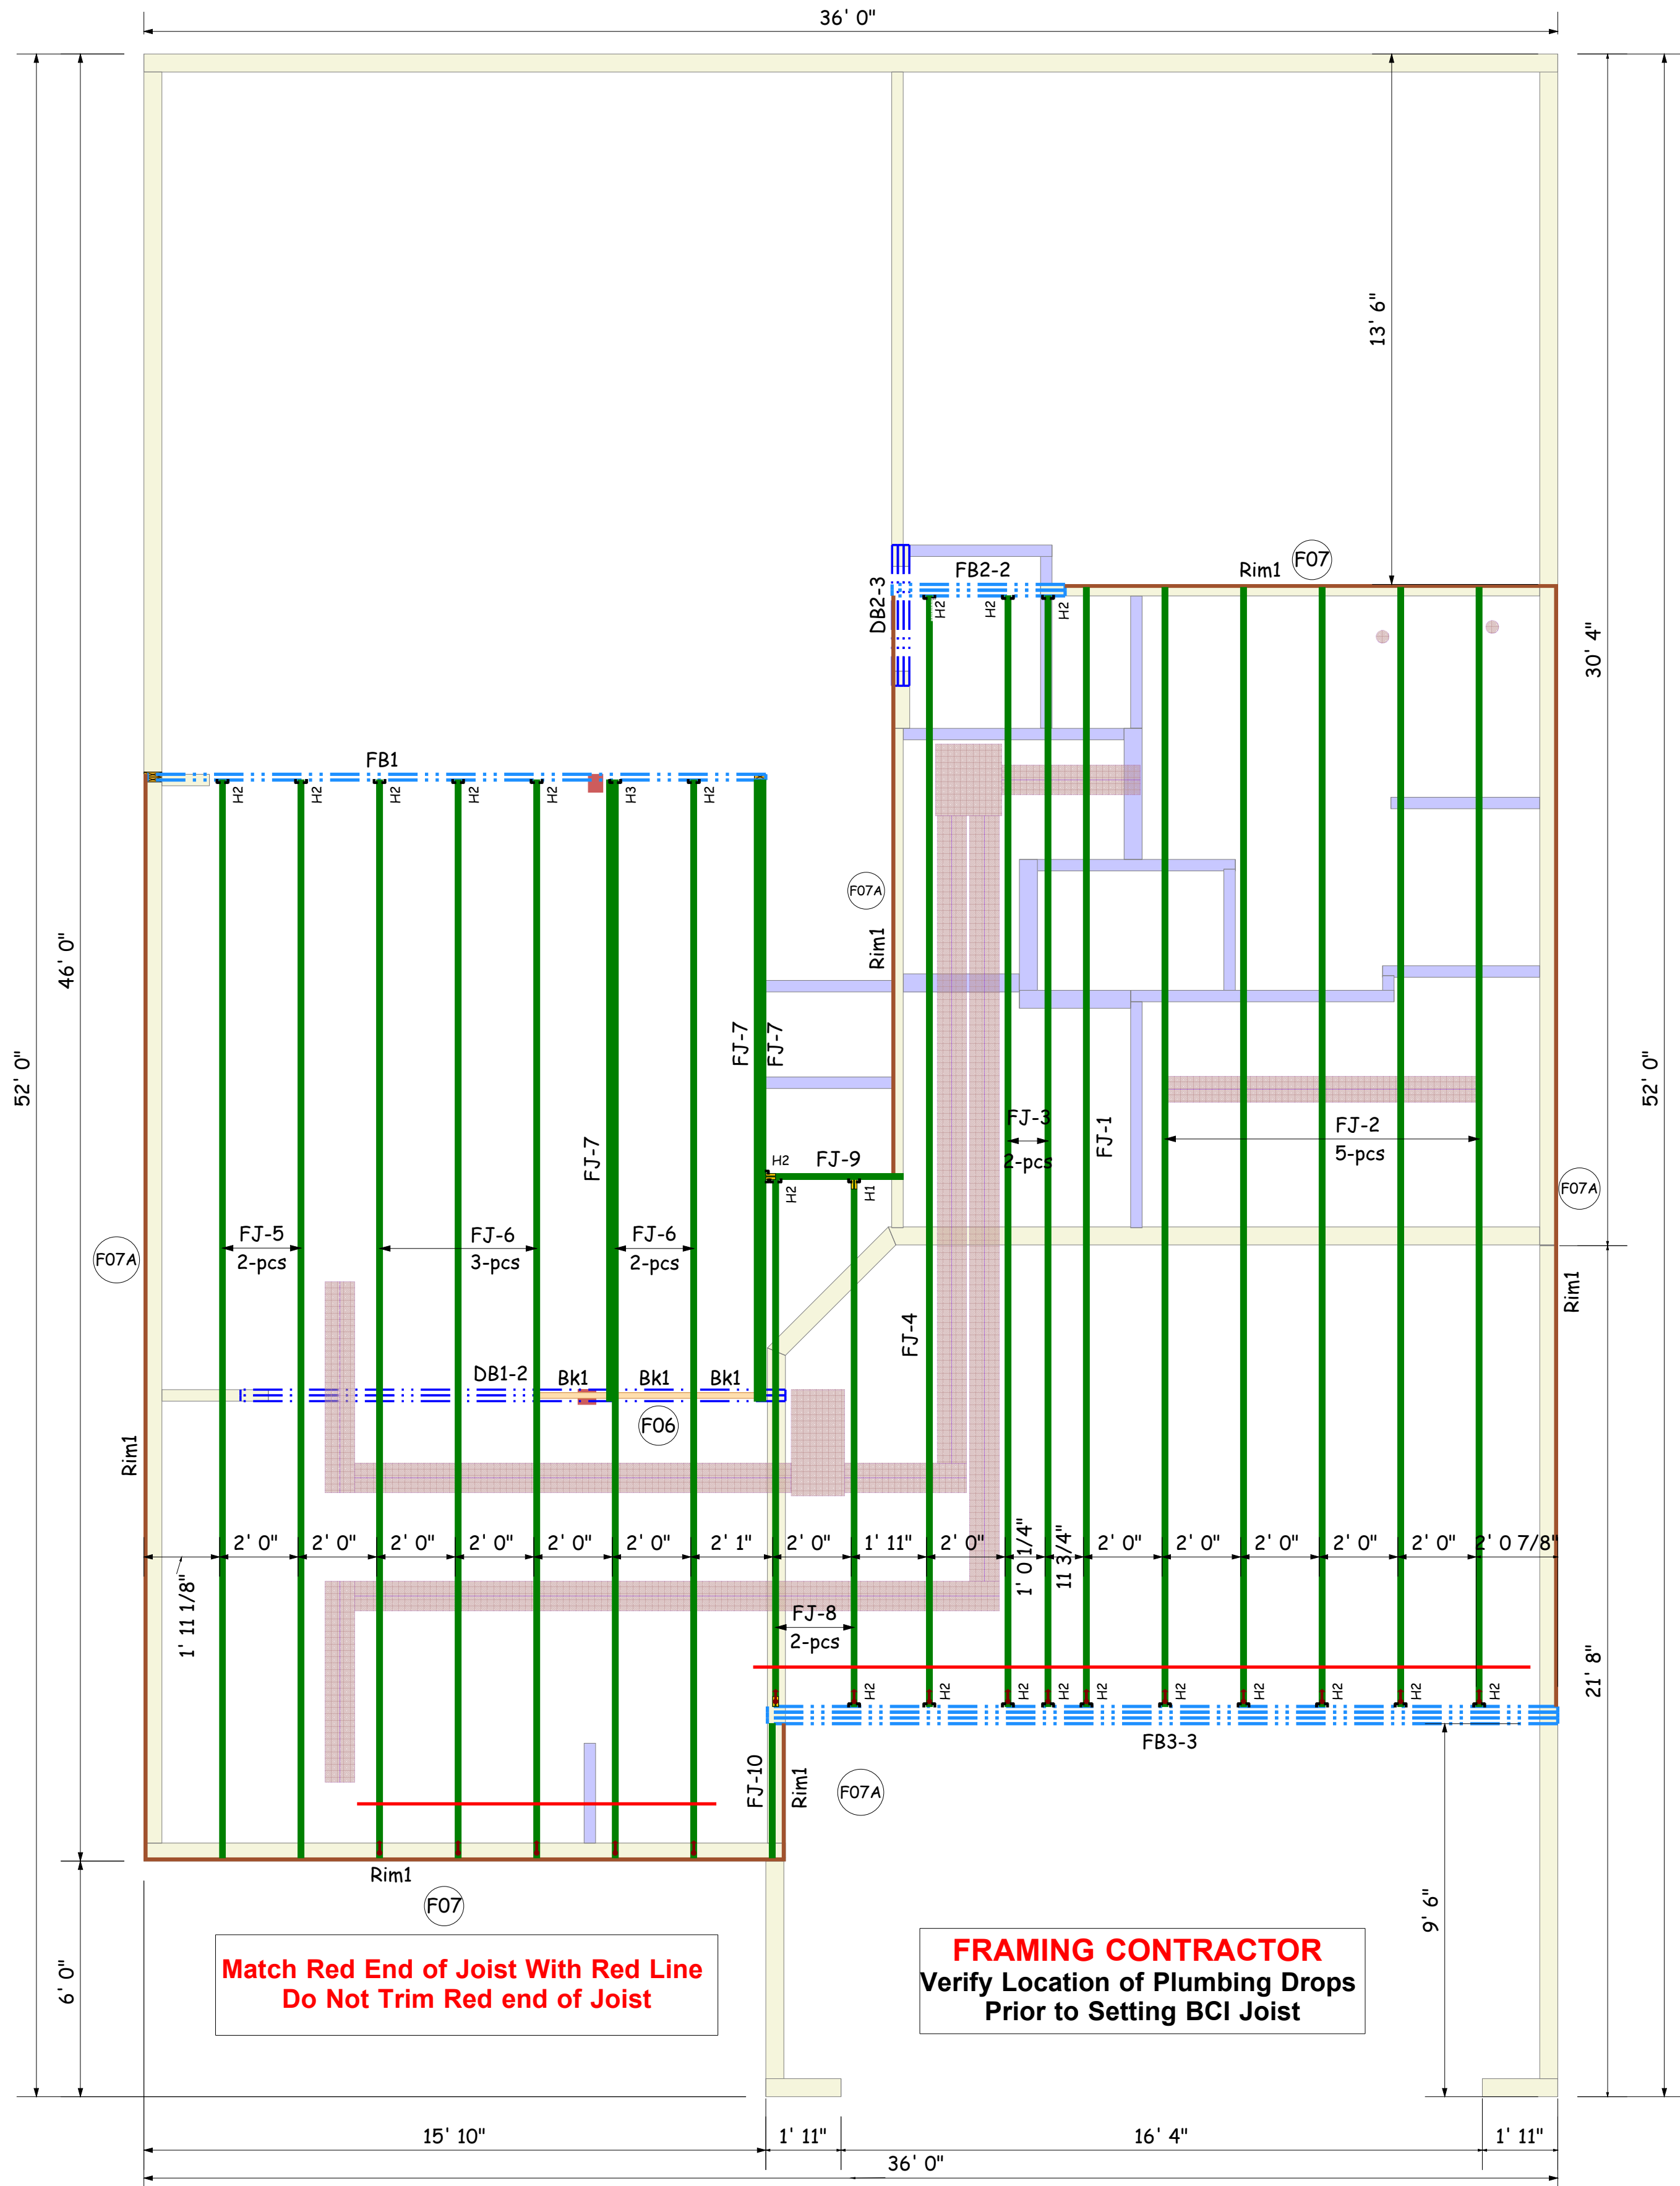 36' 0"
13' 6"
FB2-2
Rim1
F07
DB2-3
H2
H2
H2
30' 4"
FB1
H2
H2
H2
H2
H2
H3
H2
F07A
Rim1
46' 0"
52' 0"
52' 0"
FJ-7
FJ-7
FJ-7
FJ-3
2-pcs
FJ-1
FJ-2
5-pcs
H2
FJ-9
H2
H1
F07A
FJ-5
2-pcs
FJ-6
3-pcs
FJ-6
2-pcs
F07A
Rim1
FJ-4
DB1-2
Bk1
Bk1
Bk1
F06
Rim1
2' 0"
2' 0"
2' 0"
2' 0"
2' 0"
2' 0"
2' 1"
2' 0"
1' 11"
2' 0"
1' 0 1/4"
11 3/4"
2' 0"
2' 0"
2' 0"
2' 0"
2' 0"
2' 0 7/8"
1' 11 1/8"
FJ-8
2-pcs
21' 8"
H2
H2
H2
H2
H2
H2
H2
H2
H2
H2
FB3-3
FJ-10
Rim1
F07A
Rim1
F07
9' 6"
6' 0"
Match Red End of Joist With Red Line
Do Not Trim Red end of Joist
FRAMING CONTRACTOR
Verify Location of Plumbing Drops
Prior to Setting BCI Joist
15' 10"
1' 11"
16' 4"
1' 11"
36' 0"